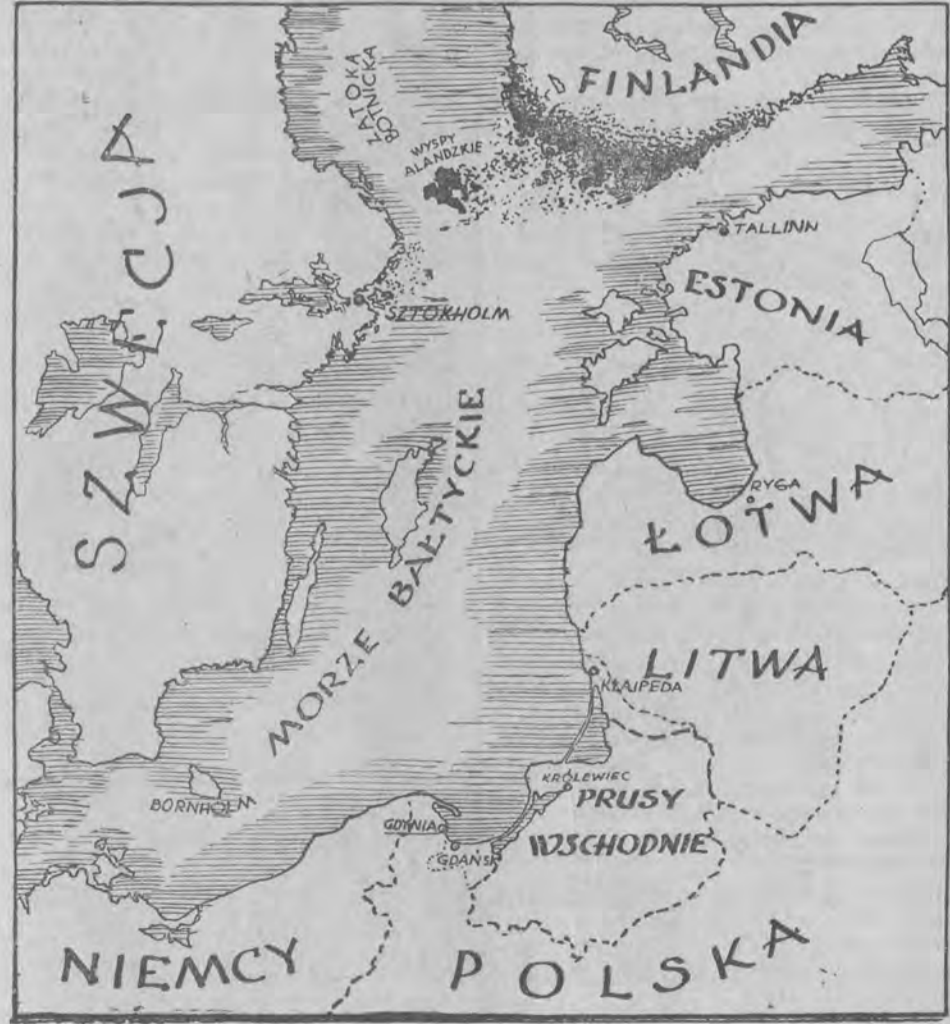 FINLANDIA
ZATOKA
BOTNICKA
WYSPY
ALANDZKIE
SZWECJA
TALLINN
ESTONIA
SZTOKHOLM
MORZE BAŁTYCKIE
RYGA
ŁOTWA
LITWA
KŁAJPEDA
KRÓLEWIEC
PRUSY
WSCHODNIE
BORNHOLM
GDYNIA
GDAŃSK
NIEMCY
POLSKA